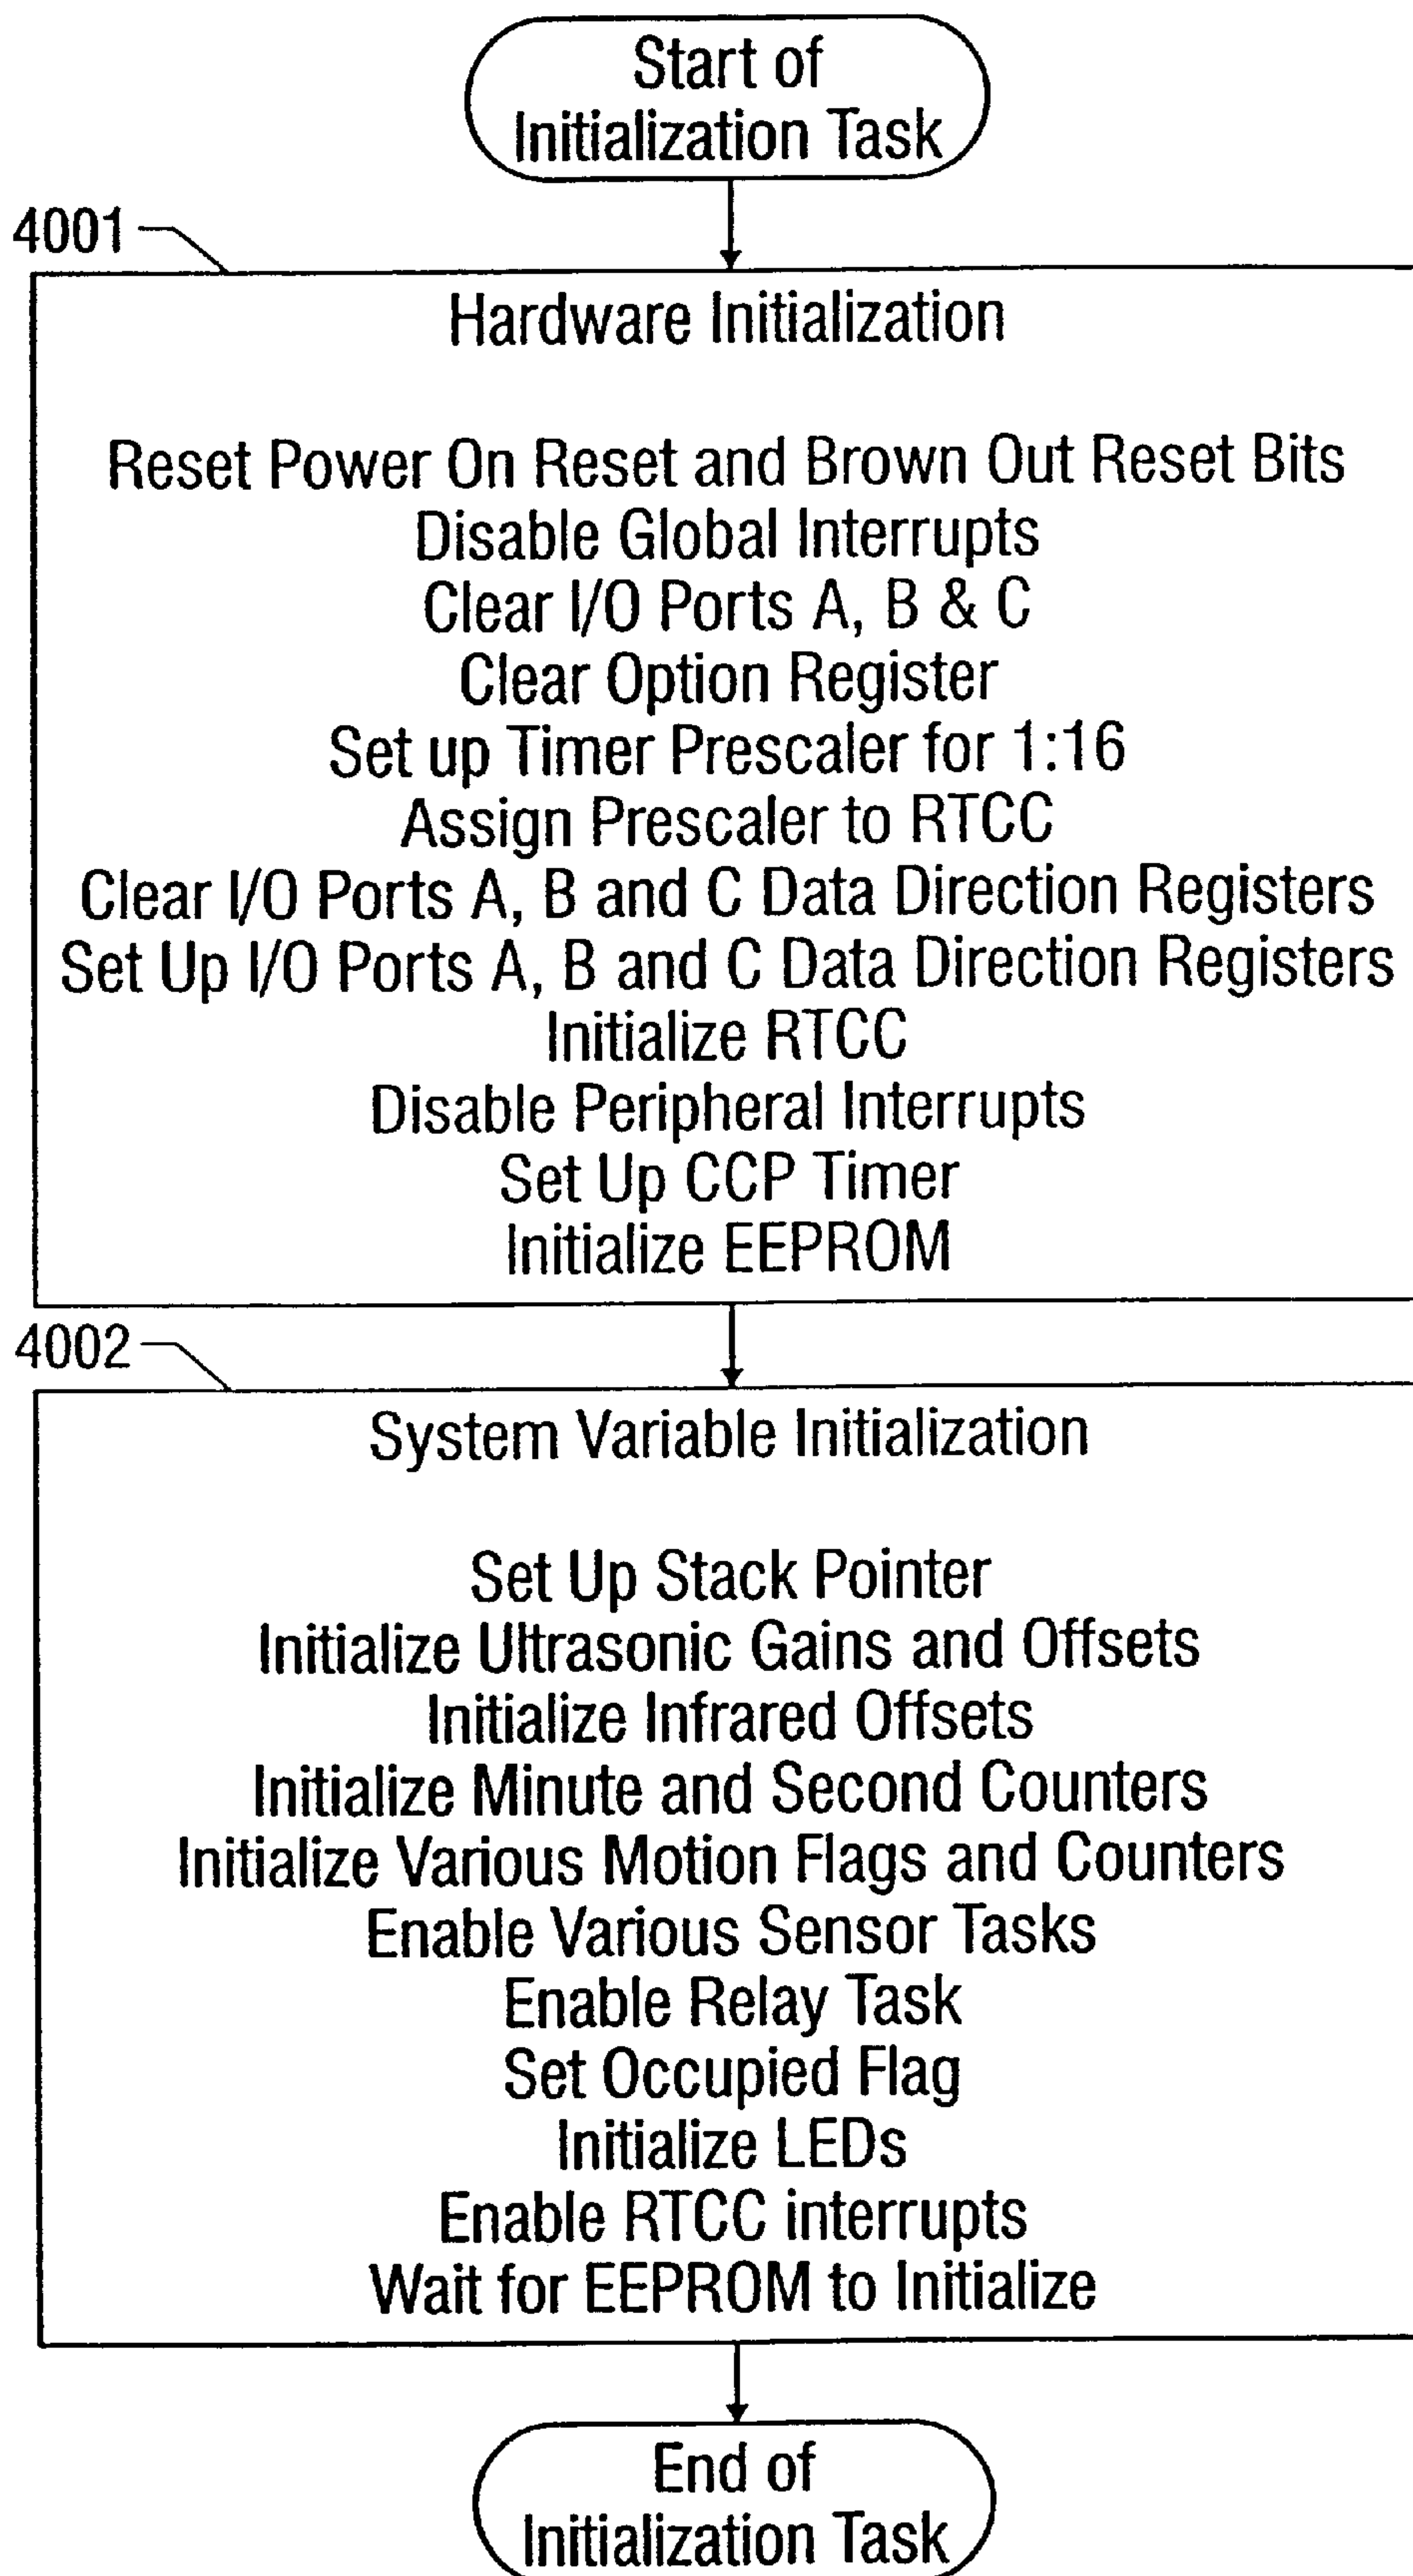 Start of
Initialization Task
4001
Hardware Initialization
Reset Power On Reset and Brown Out Reset Bits
Disable Global Interrupts
Clear I/O Ports A, B & C
Clear Option Register
Set up Timer Prescaler for 1:16
Assign Prescaler to RTCC
Clear I/O Ports A, B and C Data Direction Registers
Set Up I/O Ports A, B and C Data Direction Registers
Initialize RTCC
Disable Peripheral Interrupts
Set Up CCP Timer
Initialize EEPROM
4002
System Variable Initialization
Set Up Stack Pointer
Initialize Ultrasonic Gains and Offsets
Initialize Infrared Offsets
Initialize Minute and Second Counters
Initialize Various Motion Flags and Counters
Enable Various Sensor Tasks
Enable Relay Task
Set Occupied Flag
Initialize LEDs
Enable RTCC interrupts
Wait for EEPROM to Initialize
End of
Initialization Task